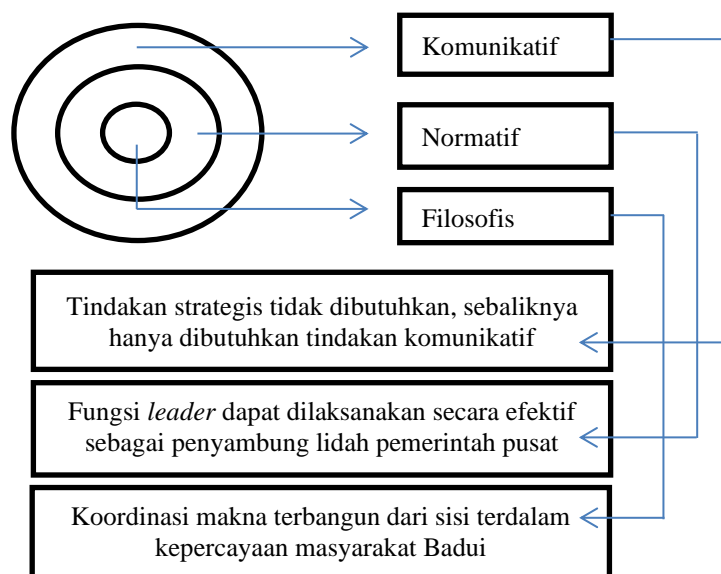 Komunikatif
Normatif
Filosofis
Tindakan strategis tidak dibutuhkan, sebaliknya
hanya dibutuhkan tindakan komunikatif
Fungsi leader dapat dilaksanakan secara efektif
sebagai penyambung lidah pemerintah pusat
Koordinasi makna terbangun dari sisi terdalam
kepercayaan masyarakat Badui